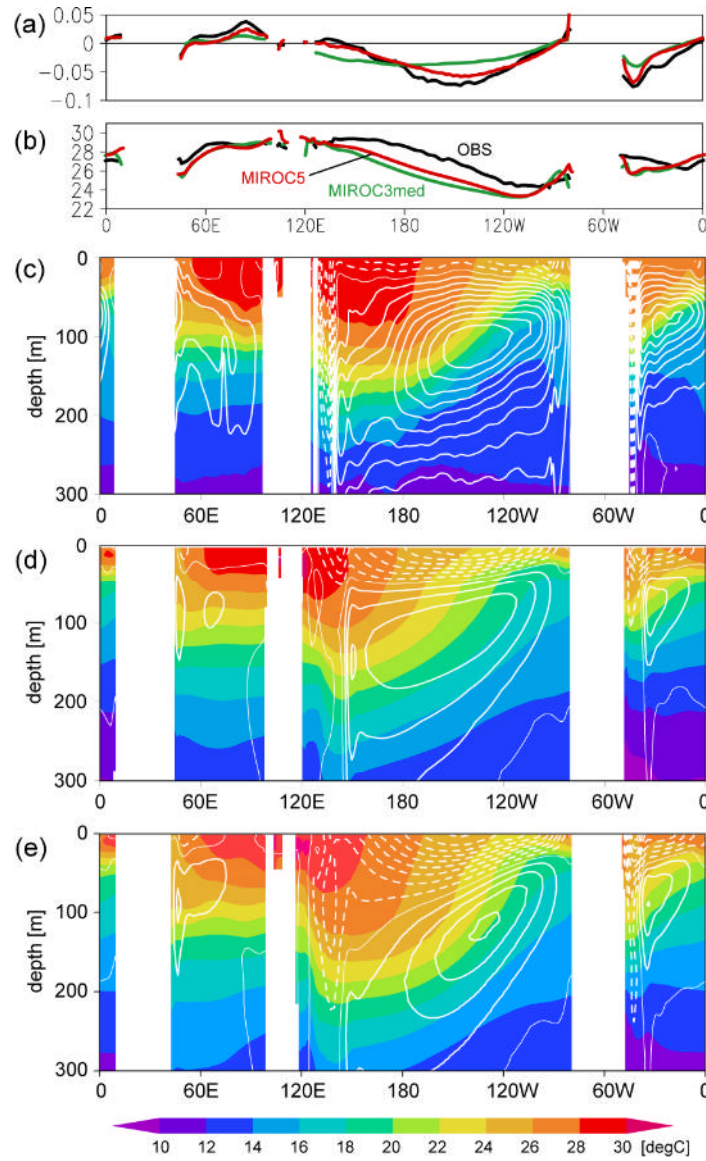 (a)
0.05
0
−0.05
−0.1
(b)
30
28
26
24
22
OBS
MIROC5
MIROC3med
0 60E 120E 180 120W 60W 0
(c)
0
100
200
300
depth [m]
0 60E 120E 180 120W 60W 0
(d)
0
100
200
300
depth [m]
0 60E 120E 180 120W 60W 0
(e)
0
100
200
300
depth [m]
0 60E 120E 180 120W 60W 0
10 12 14 16 18 20 22 24 26 28 30 [degC]